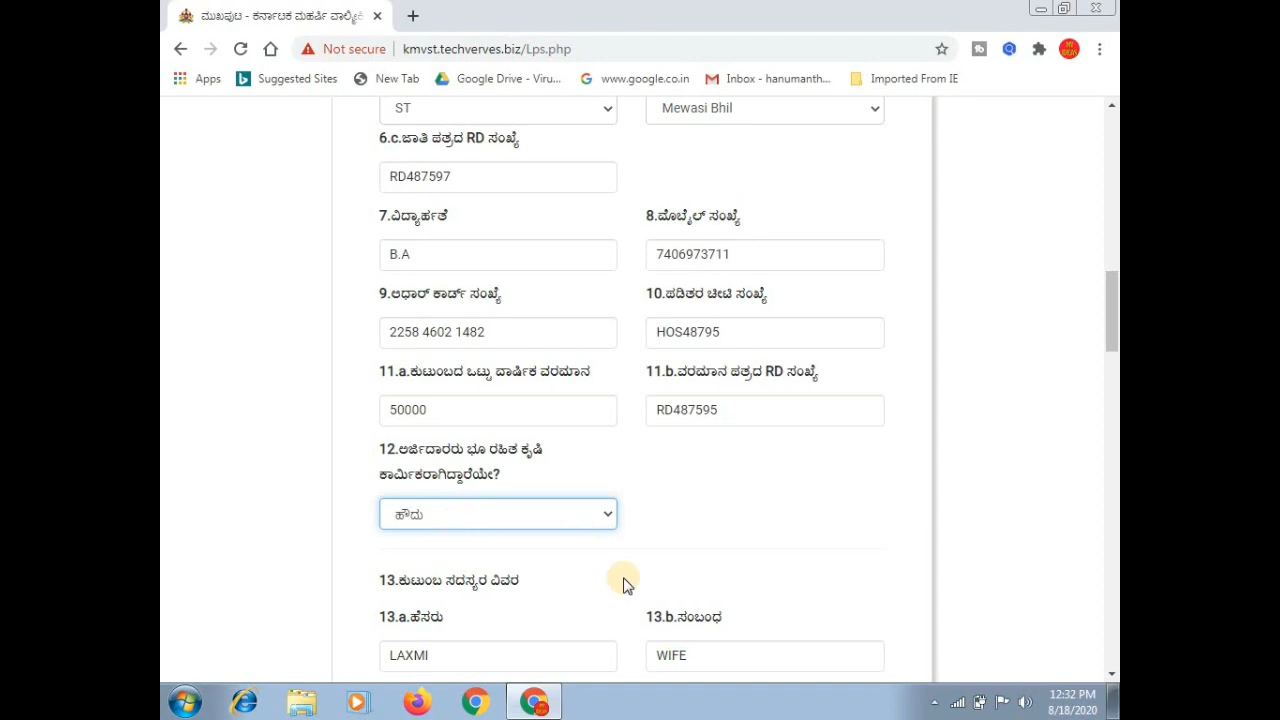 ಮುಖಪುಟ - ಕರ್ನಾಟಕ ಮಹರ್ಷಿ ವಾಲ್ಮೀಕಿ
Not secure kmvst.techverves.biz/Lps.php
Apps Suggested Sites New Tab Google Drive - Viru... www.google.co.in Inbox - hanumanth... Imported From IE
ST Mewasi Bhil
6.c.ಜಾತಿ ಪತ್ರದ RD ಸಂಖ್ಯೆ
RD487597
7.ವಿದ್ಯಾರ್ಹತೆ 8.ಮೊಬೈಲ್ ಸಂಖ್ಯೆ
B.A 7406973711
9.ಅಧಾರ್ ಕಾರ್ಡ್ ಸಂಖ್ಯೆ 10.ಪಡಿತರ ಚೀಟಿ ಸಂಖ್ಯೆ
2258 4602 1482 HOS48795
11.a.ಕುಟುಂಬದ ಒಟ್ಟು ವಾರ್ಷಿಕ ವರಮಾನ 11.b.ವರಮಾನ ಪತ್ರದ RD ಸಂಖ್ಯೆ
50000 RD487595
12.ಅರ್ಜಿದಾರರು ಭೂ ರಹಿತ ಕೃಷಿ
ಕಾರ್ಮಿಕರಾಗಿದ್ದಾರೆಯೇ?
ಹೌದು
13.ಕುಟುಂಬ ಸದಸ್ಯರ ವಿವರ
13.a.ಹೆಸರು 13.b.ಸಂಬಂಧ
LAXMI WIFE
12:32 PM
8/18/2020